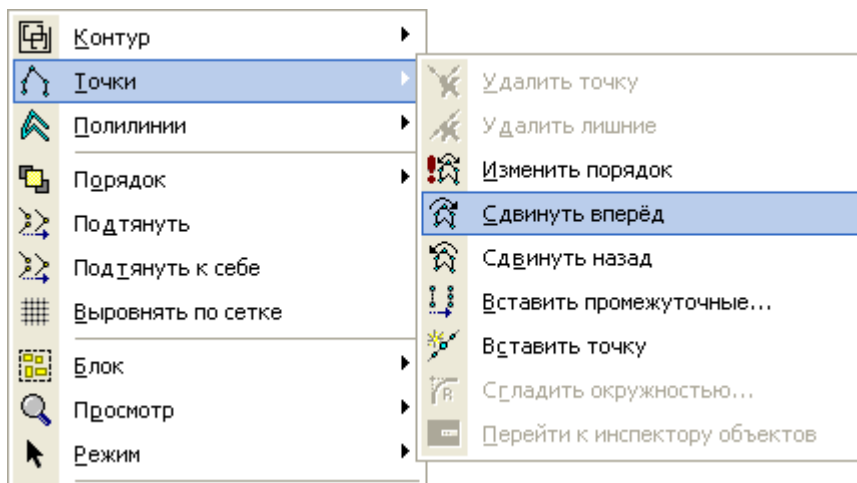 Контур
Точки
Полилинии
Порядок
Подтянуть
Подтянуть к себе
Выровнять по сетке
Блок
Просмотр
Режим
Удалить точку
Удалить лишние
Изменить порядок
Сдвинуть вперёд
Сдвинуть назад
Вставить промежуточные...
Вставить точку
Сгладить окружностью...
Перейти к инспектору объектов